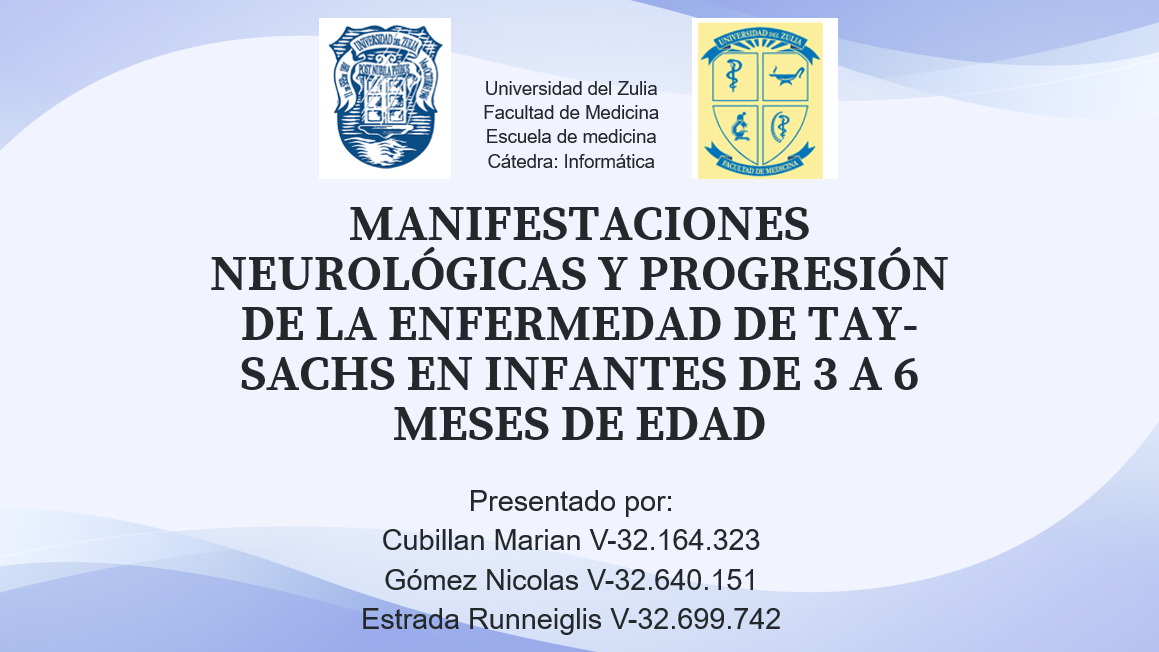 UNIVERSIDAD DEL ZULIA
POST NUBILA PHŒBUS
Universidad del Zulia
Facultad de Medicina
Escuela de medicina
Cátedra: Informática
UNIVERSIDAD DEL ZULIA
FACULTAD DE MEDICINA
MANIFESTACIONES
NEUROLÓGICAS Y PROGRESIÓN
DE LA ENFERMEDAD DE TAY-
SACHS EN INFANTES DE 3 A 6
MESES DE EDAD
Presentado por:
Cubillan Marian V-32.164.323
Gómez Nicolas V-32.640.151
Estrada Runneiglis V-32.699.742